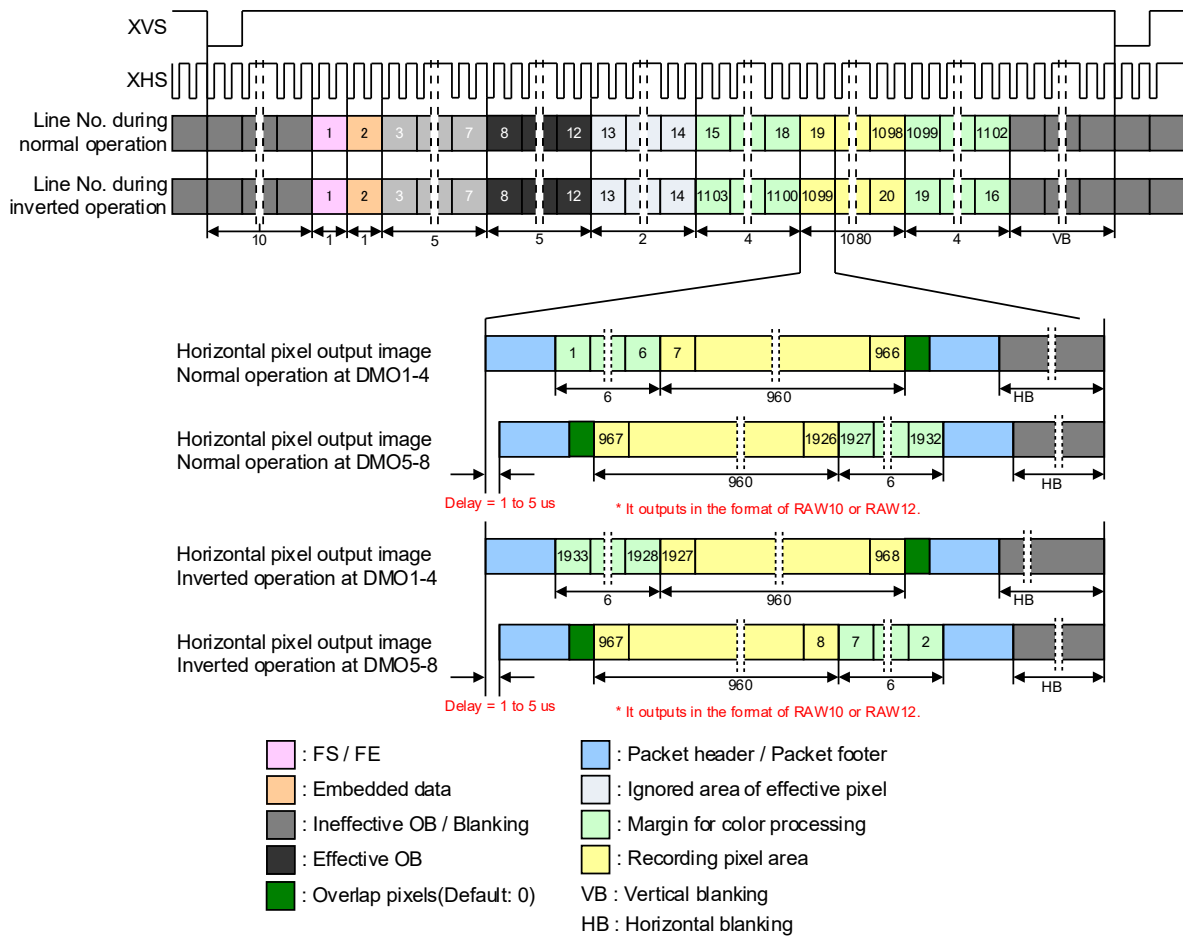 XVS
XHS
Line No. during
normal operation
1 2 3 7 8 12 13 14 15 18 19 1098 1099 1102
Line No. during
inverted operation
1 2 3 7 8 12 13 14 1103 1100 1099 20 19 16
10 1 1 5 5 2 4 1080 4 VB
Horizontal pixel output image
Normal operation at DMO1-4
1 6 7 966
6 960 HB
Horizontal pixel output image
Normal operation at DMO5-8
967 1926 1927 1932
960 6 HB
Delay = 1 to 5 us
* It outputs in the format of RAW10 or RAW12.
Horizontal pixel output image
Inverted operation at DMO1-4
1933 1928 1927 968
6 960 HB
Horizontal pixel output image
Inverted operation at DMO5-8
967 8 7 2
960 6 HB
Delay = 1 to 5 us
* It outputs in the format of RAW10 or RAW12.
: FS / FE
: Embedded data
: Ineffective OB / Blanking
: Effective OB
: Overlap pixels(Default: 0)
: Packet header / Packet footer
: Ignored area of effective pixel
: Margin for color processing
: Recording pixel area
VB : Vertical blanking
HB : Horizontal blanking